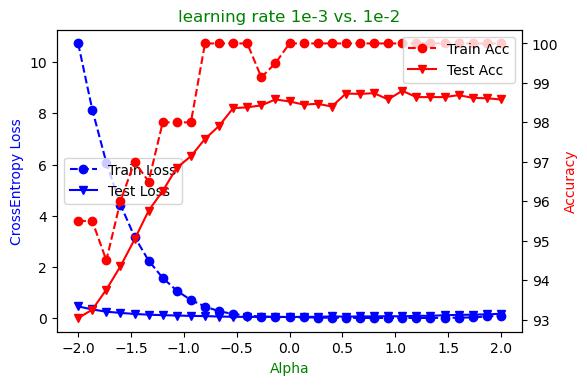 learning rate 1e-3 vs. 1e-2
CrossEntropy Loss
10
8
6
4
2
0
Train Loss
Test Loss
Train Acc
Test Acc
100
99
98
97
96
95
94
93
Accuracy
−2.0 −1.5 −1.0 −0.5 0.0 0.5 1.0 1.5 2.0
Alpha